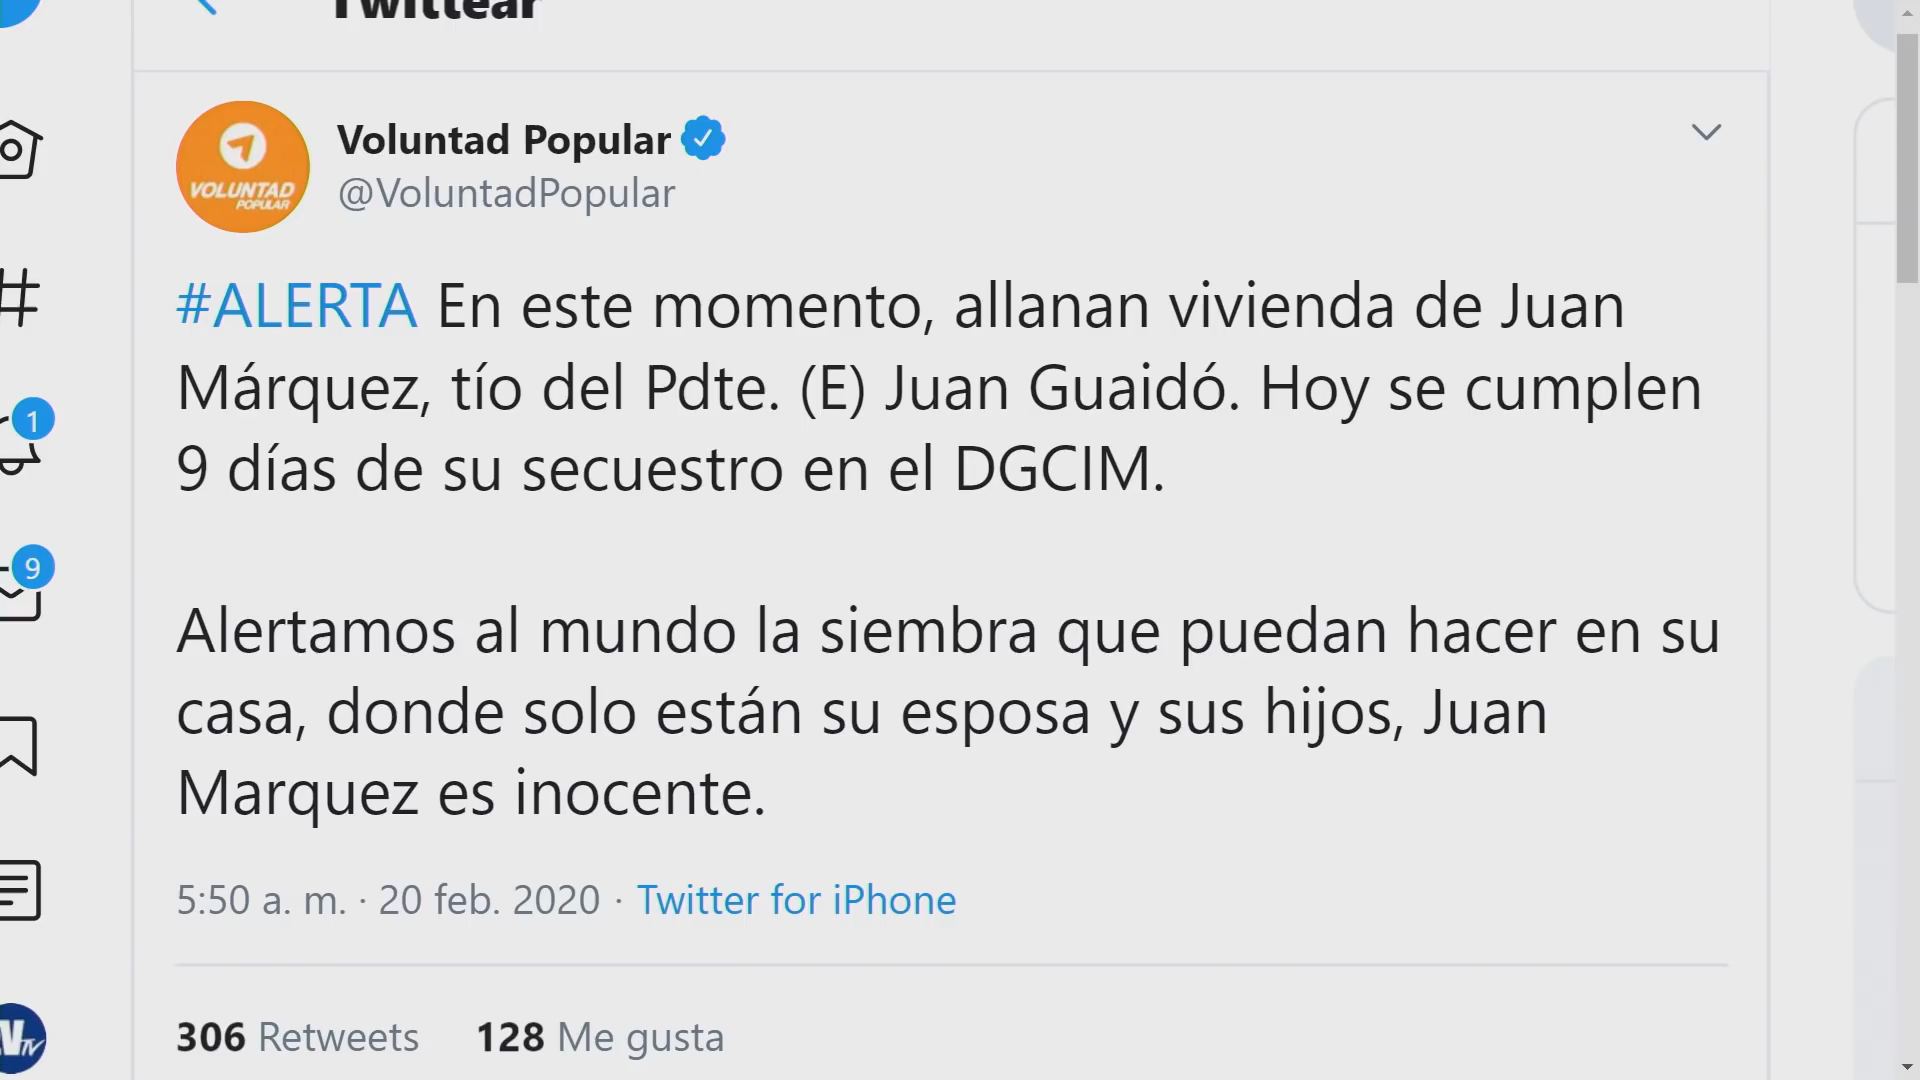 Twittear
Voluntad Popular
@VoluntadPopular
VOLUNTAD
POPULAR
#ALERTA En este momento, allanan vivienda de Juan
Márquez, tío del Pdte. (E) Juan Guaidó. Hoy se cumplen
9 días de su secuestro en el DGCIM.
Alertamos al mundo la siembra que puedan hacer en su
casa, donde solo están su esposa y sus hijos, Juan
Marquez es inocente.
5:50 a. m. · 20 feb. 2020 · Twitter for iPhone
306 Retweets 128 Me gusta
1
9